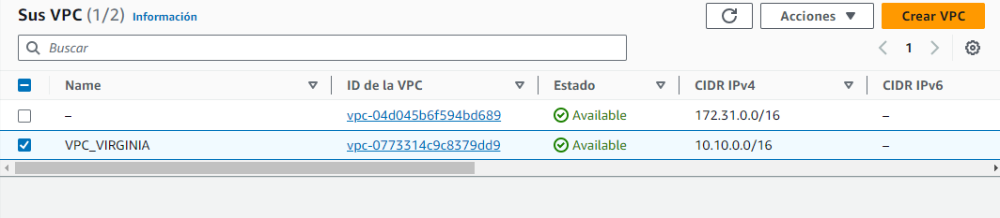 Sus VPC (1/2) Información Acciones Crear VPC
Buscar 1
Name ID de la VPC Estado CIDR IPv4 CIDR IPv6
– vpc-04d045b6f594bd689 Available 172.31.0.0/16 –
VPC_VIRGINIA vpc-0773314c9c8379dd9 Available 10.10.0.0/16 –